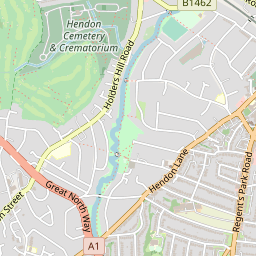 B1462
Hendon
Cemetery
& Crematorium
Holders Hill Road
Hendon Lane
Regent's Park Road
Great North Way
Street
A1